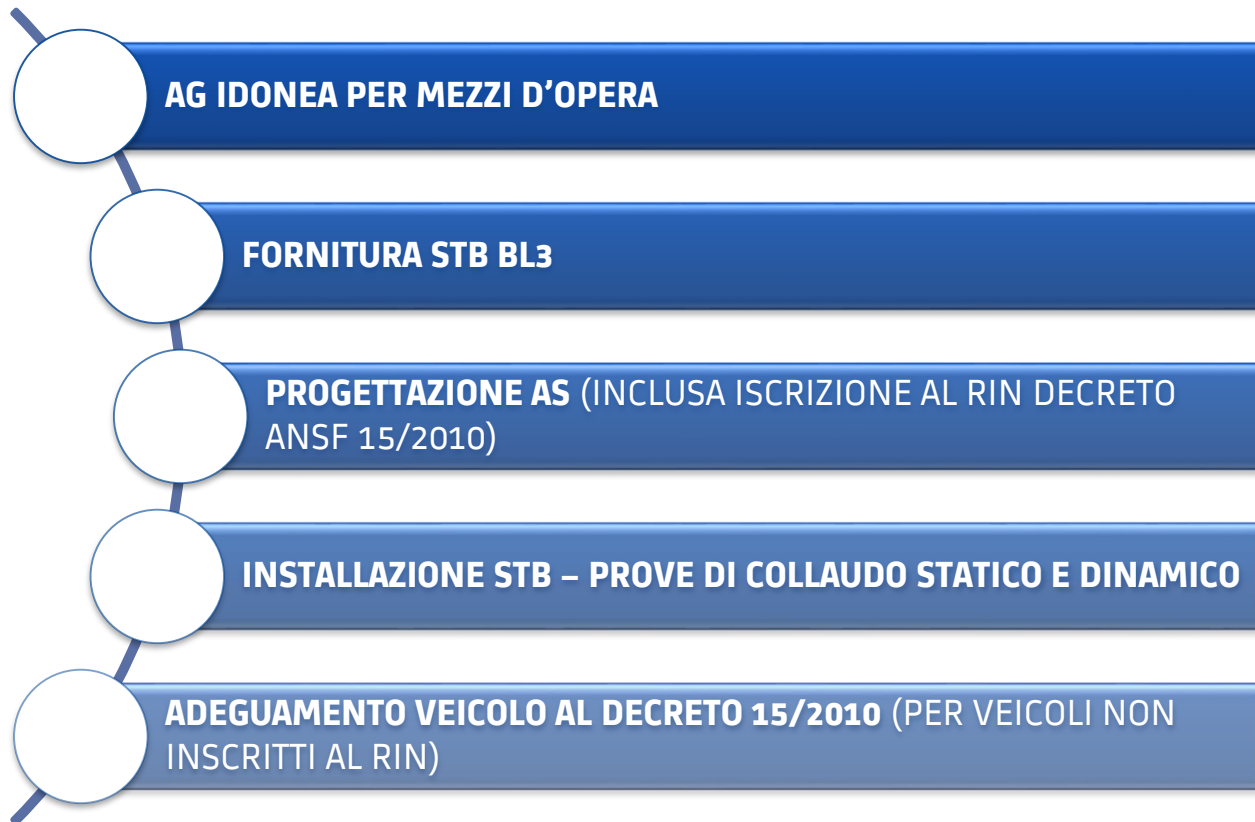 AG IDONEA PER MEZZI D’OPERA
FORNITURA STB BL3
PROGETTAZIONE AS (INCLUSA ISCRIZIONE AL RIN DECRETO
ANSF 15/2010)
INSTALLAZIONE STB – PROVE DI COLLAUDO STATICO E DINAMICO
ADEGUAMENTO VEICOLO AL DECRETO 15/2010 (PER VEICOLI NON
INSCRITTI AL RIN)